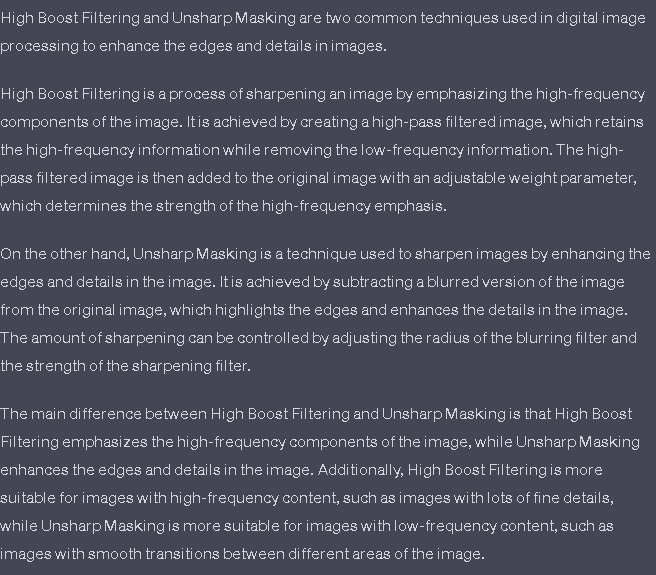 High Boost Filtering and Unsharp Masking are two common techniques used in digital image
processing to enhance the edges and details in images.
High Boost Filtering is a process of sharpening an image by emphasizing the high-frequency
components of the image. It is achieved by creating a high-pass filtered image, which retains
the high-frequency information while removing the low-frequency information. The high-
pass filtered image is then added to the original image with an adjustable weight parameter,
which determines the strength of the high-frequency emphasis.
On the other hand, Unsharp Masking is a technique used to sharpen images by enhancing the
edges and details in the image. It is achieved by subtracting a blurred version of the image
from the original image, which highlights the edges and enhances the details in the image.
The amount of sharpening can be controlled by adjusting the radius of the blurring filter and
the strength of the sharpening filter.
The main difference between High Boost Filtering and Unsharp Masking is that High Boost
Filtering emphasizes the high-frequency components of the image, while Unsharp Masking
enhances the edges and details in the image. Additionally, High Boost Filtering is more
suitable for images with high-frequency content, such as images with lots of fine details,
while Unsharp Masking is more suitable for images with low-frequency content, such as
images with smooth transitions between different areas of the image.